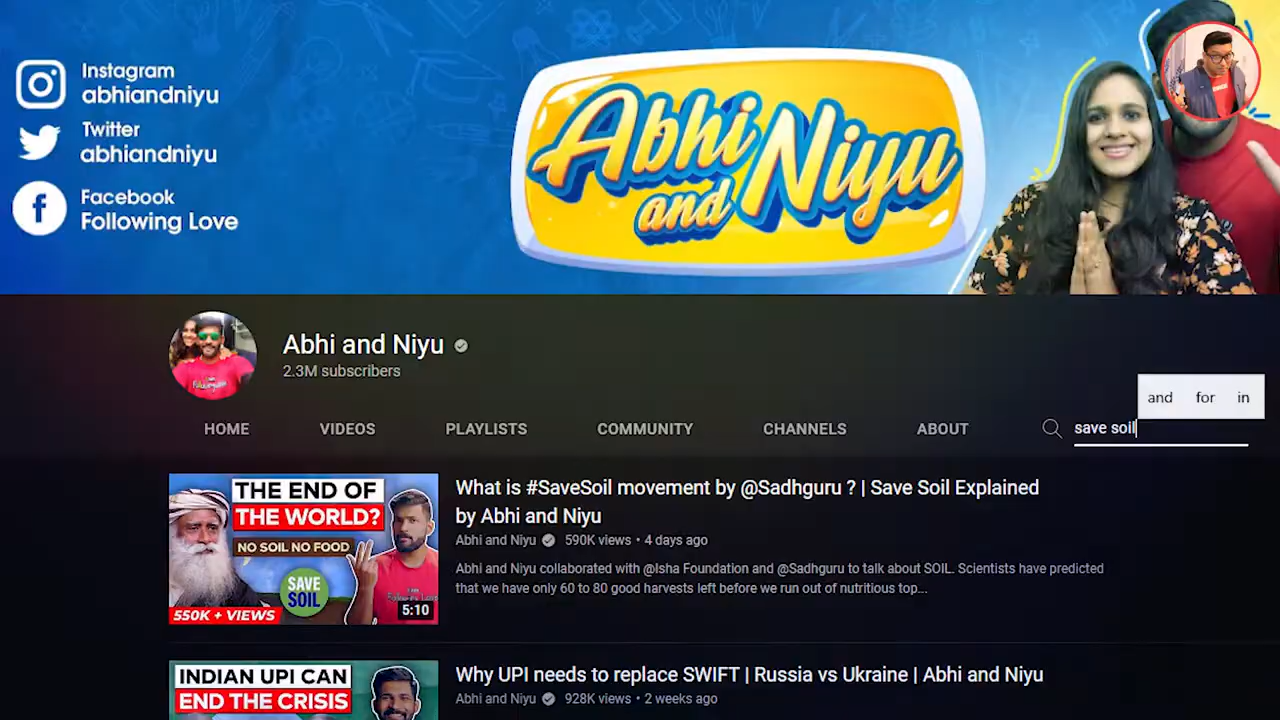 Instagram
abhiandniyu
Twitter
abhiandniyu
Facebook
Following Love
Abhi
and
Niyu
Abhi and Niyu
2.3M subscribers
and for in
HOME VIDEOS PLAYLISTS COMMUNITY CHANNELS ABOUT save soil
THE END OF
THE WORLD?
NO SOIL NO FOOD
SAVE
SOIL
550K + VIEWS
5:10
What is #SaveSoil movement by @Sadhguru ? | Save Soil Explained
by Abhi and Niyu
Abhi and Niyu 590K views • 4 days ago
Abhi and Niyu collaborated with @Isha Foundation and @Sadhguru to talk about SOIL. Scientists have predicted
that we have only 60 to 80 good harvests left before we run out of nutritious top...
INDIAN UPI CAN
END THE CRISIS
Why UPI needs to replace SWIFT | Russia vs Ukraine | Abhi and Niyu
Abhi and Niyu 928K views • 2 weeks ago